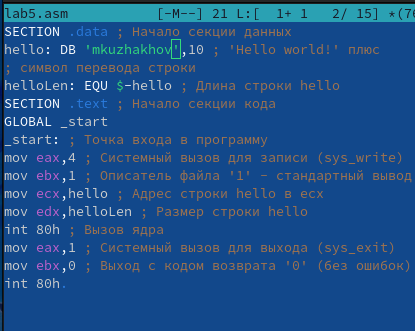 lab5.asm [-M--] 21 L:[ 1+ 1 2/ 15] *(76
SECTION .data ; Начало секции данных
hello: DB 'mkuzhakhov',10 ; 'Hello world!' плюс
; символ перевода строки
helloLen: EQU $-hello ; Длина строки hello
SECTION .text ; Начало секции кода
GLOBAL _start
_start: ; Точка входа в программу
mov eax,4 ; Системный вызов для записи (sys_write)
mov ebx,1 ; Описатель файла '1' - стандартный вывод
mov ecx,hello ; Адрес строки hello в ecx
mov edx,helloLen ; Размер строки hello
int 80h ; Вызов ядра
mov eax,1 ; Системный вызов для выхода (sys_exit)
mov ebx,0 ; Выход с кодом возврата '0' (без ошибок)
int 80h.